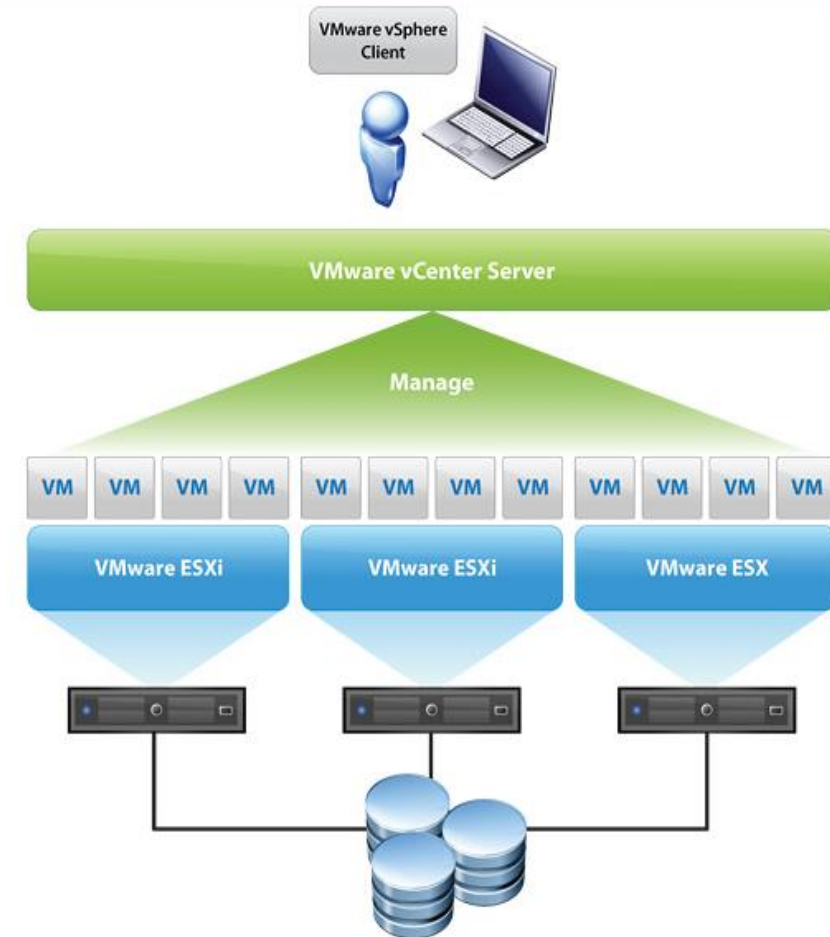 VMware vSphere
Client
VMware vCenter Server
Manage
VM VM VM VM VM VM VM VM VM VM VM VM
VMware ESXi VMware ESXi VMware ESX